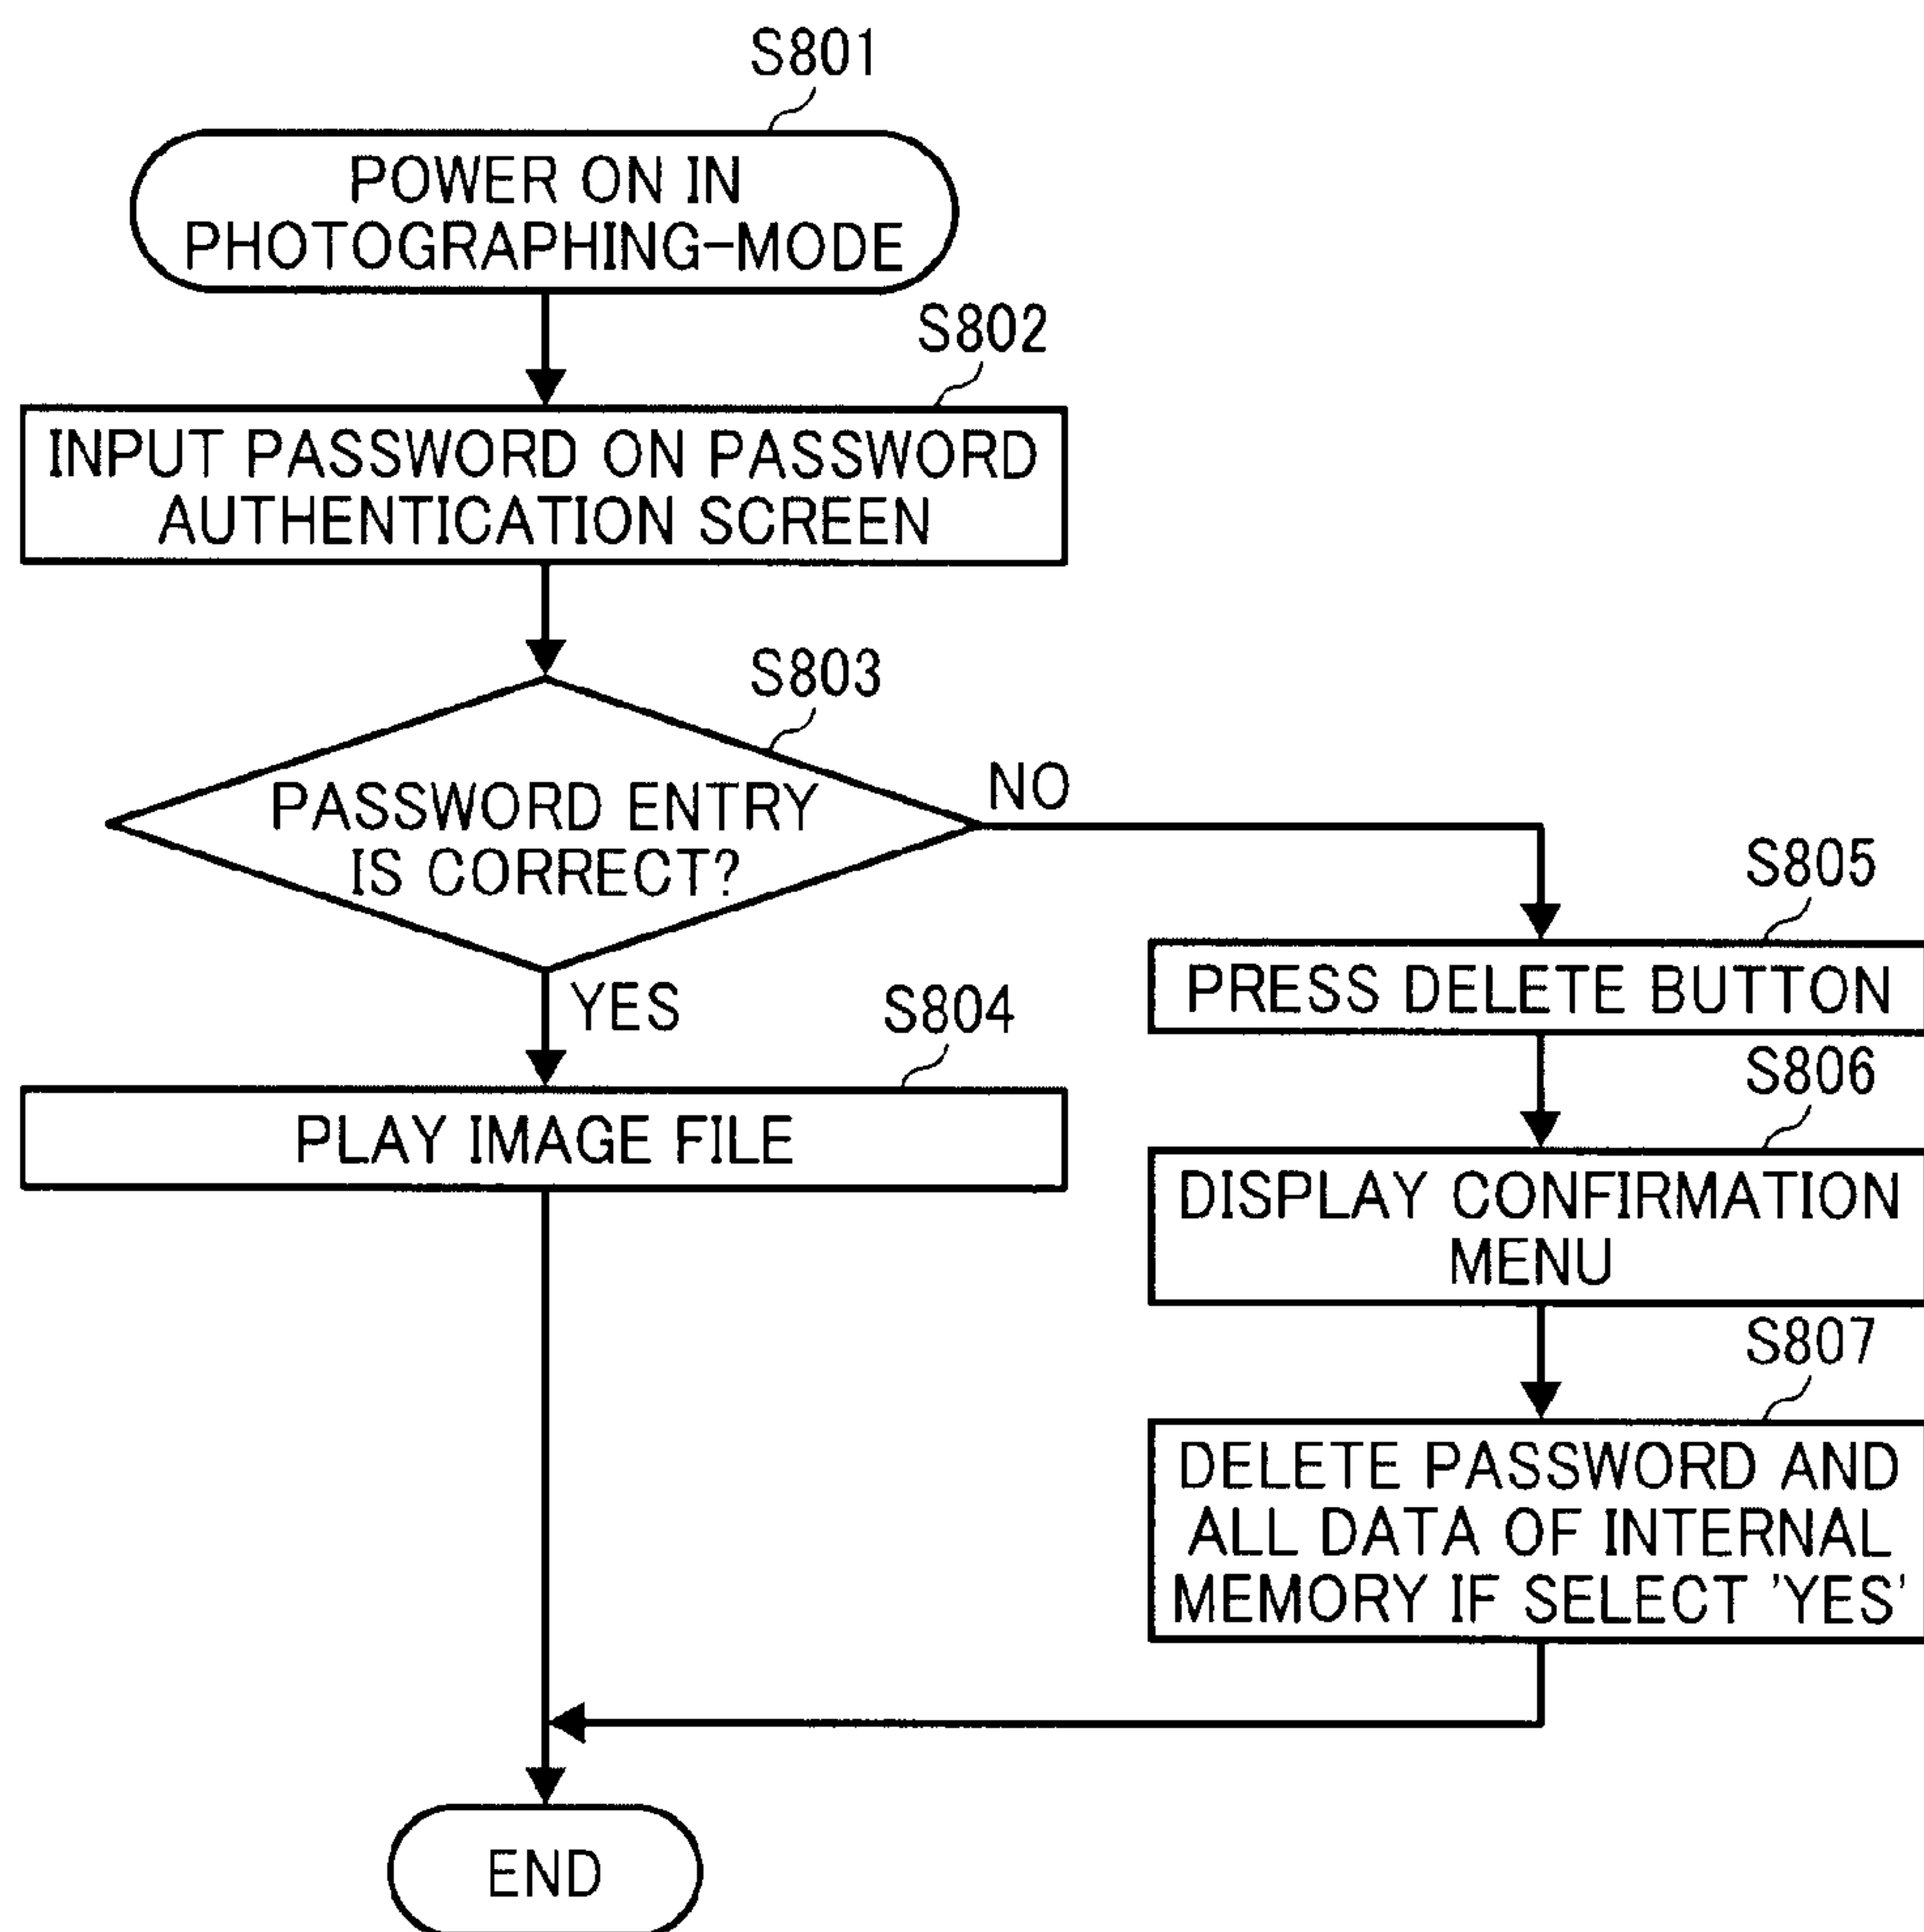 S801
POWER ON IN
PHOTOGRAPHING-MODE
S802
INPUT PASSWORD ON PASSWORD
AUTHENTICATION SCREEN
S803
PASSWORD ENTRY
IS CORRECT?
NO
YES
S804
PLAY IMAGE FILE
S805
PRESS DELETE BUTTON
S806
DISPLAY CONFIRMATION
MENU
S807
DELETE PASSWORD AND
ALL DATA OF INTERNAL
MEMORY IF SELECT 'YES'
END